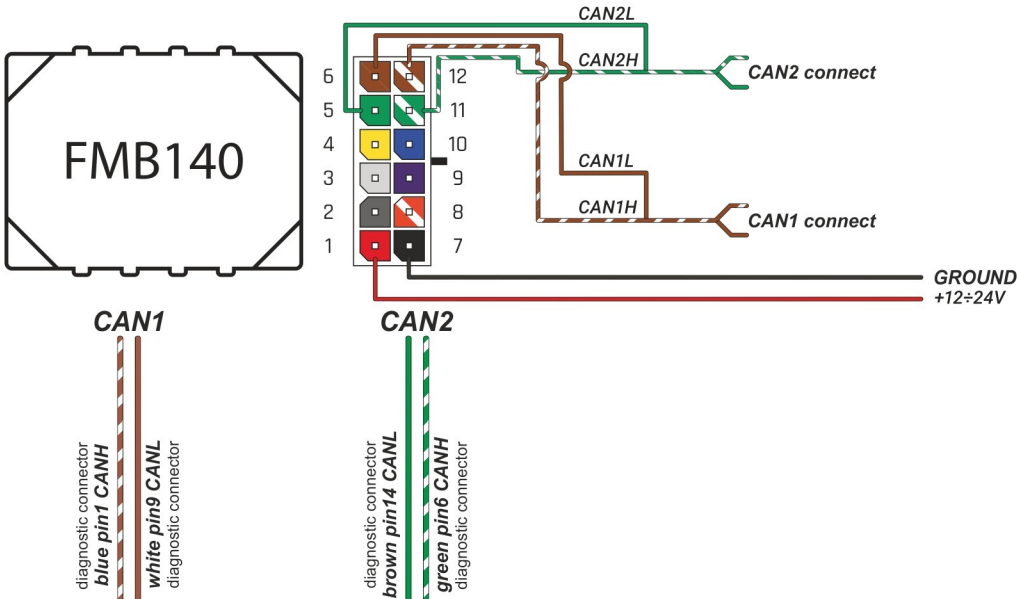 CAN2L
FMB140
6
12
CAN2H
CAN2 connect
5
11
4
10
3
9
CAN1L
2
8
CAN1H
CAN1 connect
1
7
GROUND
+12÷24V
CAN1
CAN2
diagnostic connector
blue pin1 CANH
white pin9 CANL
diagnostic connector
diagnostic connector
brown pin14 CANL
green pin6 CANH
diagnostic connector